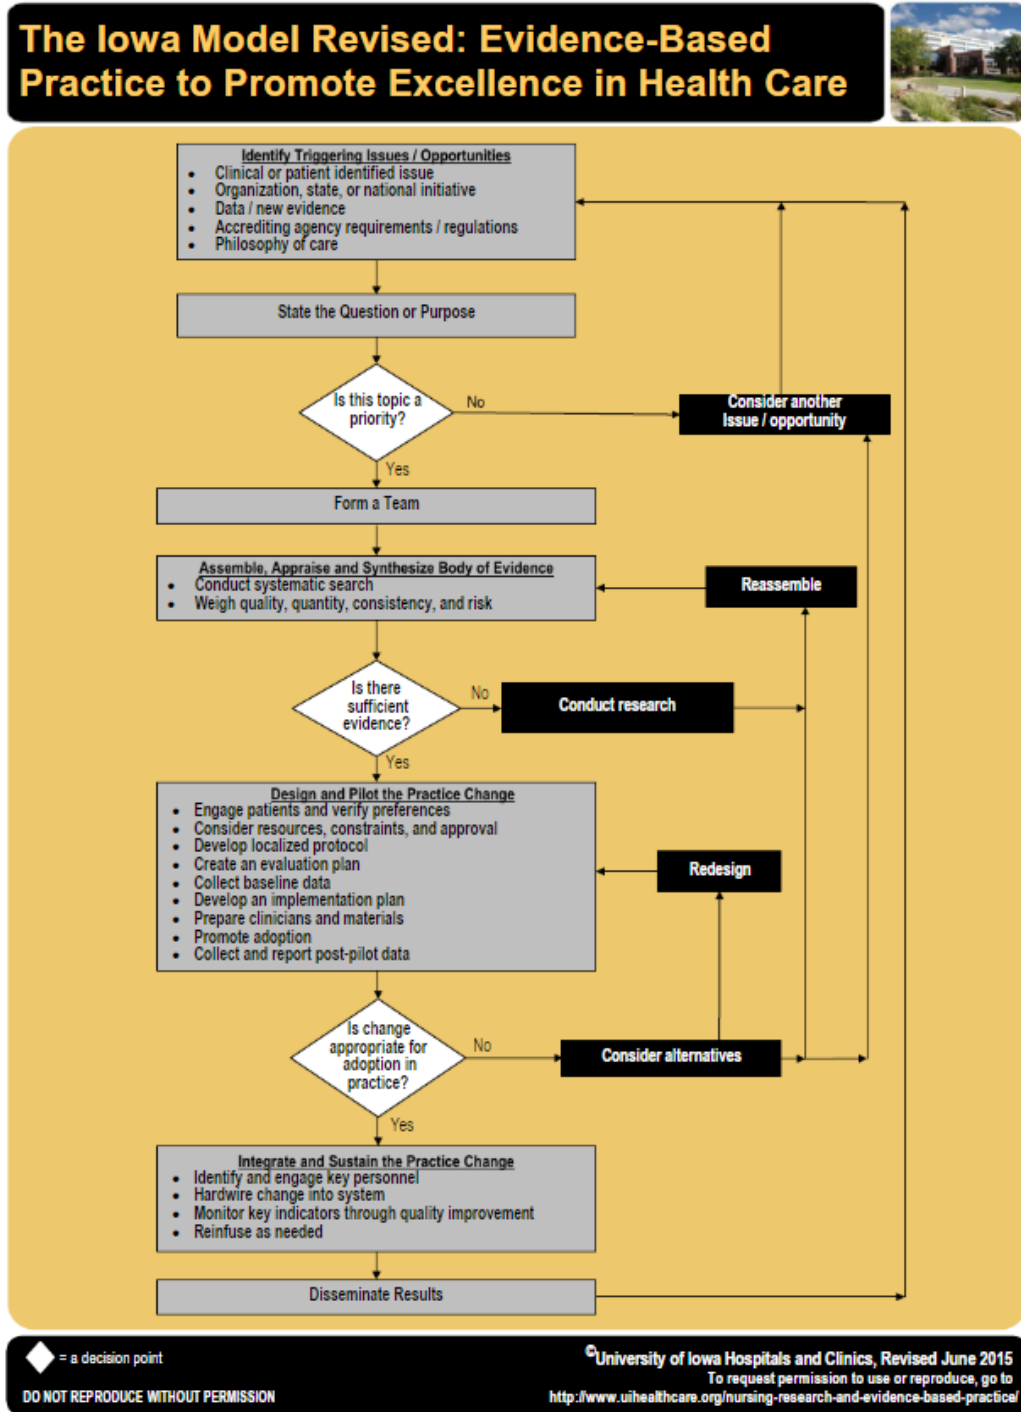 The Iowa Model Revised: Evidence-Based
Practice to Promote Excellence in Health Care
Identify Triggering Issues / Opportunities
• Clinical or patient identified issue
• Organization, state, or national initiative
• Data / new evidence
• Accrediting agency requirements / regulations
• Philosophy of care
State the Question or Purpose
Is this topic a
priority?
No
Consider another
Issue / opportunity
Yes
Form a Team
Assemble, Appraise and Synthesize Body of Evidence
• Conduct systematic search
• Weigh quality, quantity, consistency, and risk
Reassemble
Is there
sufficient
evidence?
No
Conduct research
Yes
Design and Pilot the Practice Change
• Engage patients and verify preferences
• Consider resources, constraints, and approval
• Develop localized protocol
• Create an evaluation plan
• Collect baseline data
• Develop an implementation plan
• Prepare clinicians and materials
• Promote adoption
• Collect and report post-pilot data
Redesign
Is change
appropriate for
adoption in
practice?
No
Consider alternatives
Yes
Integrate and Sustain the Practice Change
• Identify and engage key personnel
• Hardwire change into system
• Monitor key indicators through quality improvement
• Reinfuse as needed
Disseminate Results
= a decision point
DO NOT REPRODUCE WITHOUT PERMISSION
©University of Iowa Hospitals and Clinics, Revised June 2015
To request permission to use or reproduce, go to
http://www.uihealthcare.org/nursing-research-and-evidence-based-practice/